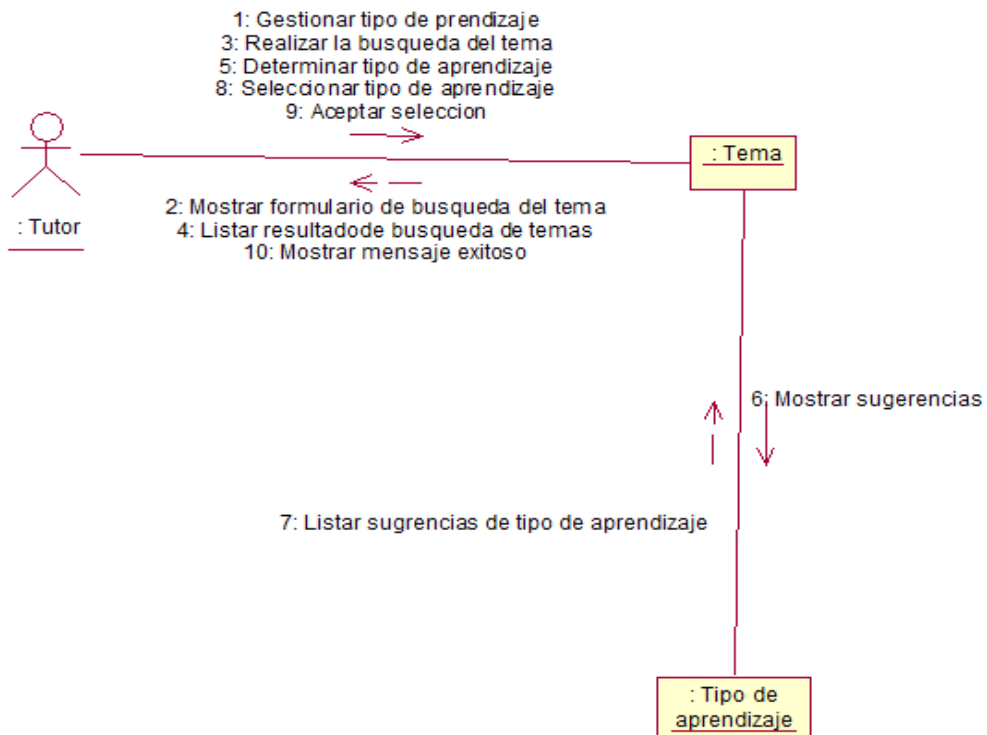 1: Gestionar tipo de prendizaje
3: Realizar la busqueda del tema
5: Determinar tipo de aprendizaje
8: Seleccionar tipo de aprendizaje
9: Aceptar seleccion
: Tema
2: Mostrar formulario de busqueda del tema
: Tutor
4: Listar resultadode busqueda de temas
10: Mostrar mensaje exitoso
6: Mostrar sugerencias
7: Listar sugrencias de tipo de aprendizaje
: Tipo de
aprendizaje